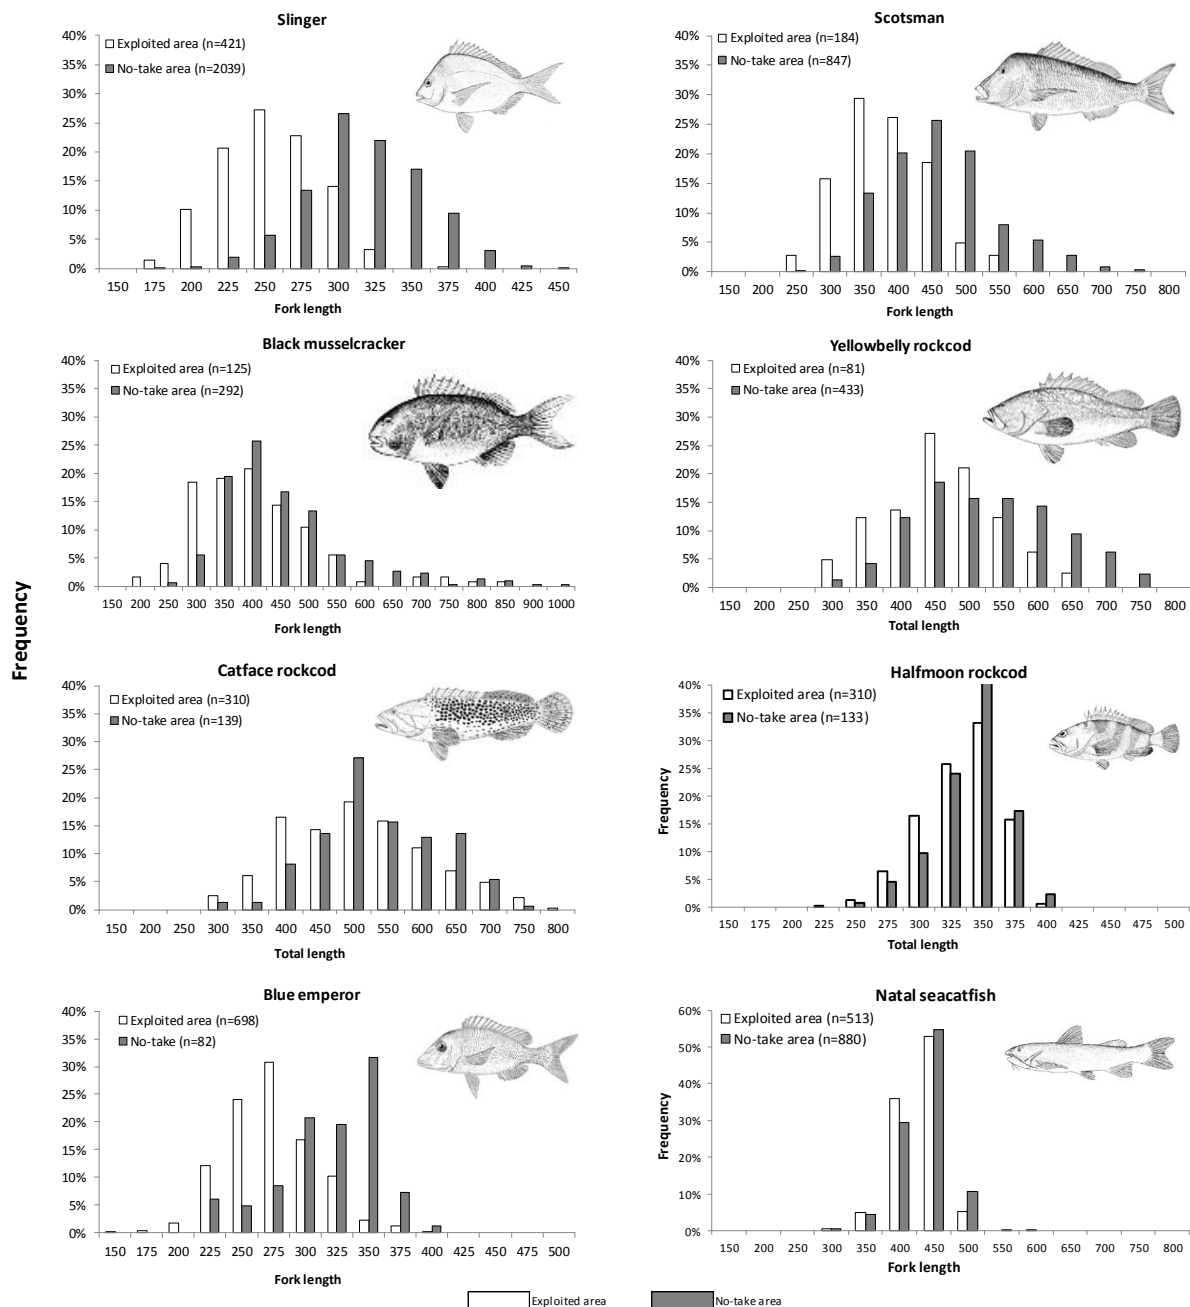 Slinger
Exploited area (n=421)
No-take area (n=2039)
40%
35%
30%
25%
20%
15%
10%
5%
0%
150 175 200 225 250 275 300 325 350 375 400 425 450
Fork length
Scotsman
Exploited area (n=184)
No-take area (n=847)
40%
35%
30%
25%
20%
15%
10%
5%
0%
150 200 250 300 350 400 450 500 550 600 650 700 750 800
Fork length
Black musselcracker
Exploited area (n=125)
No-take area (n=292)
40%
35%
30%
25%
20%
15%
10%
5%
0%
150 200 250 300 350 400 450 500 550 600 650 700 750 800 850 900 1000
Fork length
Yellowbelly rockcod
Exploited area (n=81)
No-take area (n=433)
40%
35%
30%
25%
20%
15%
10%
5%
0%
150 200 250 300 350 400 450 500 550 600 650 700 750 800
Total length
Frequency
Catface rockcod
Exploited area (n=310)
No-take area (n=139)
40%
35%
30%
25%
20%
15%
10%
5%
0%
150 200 250 300 350 400 450 500 550 600 650 700 750 800
Total length
Halfmoon rockcod
Exploited area (n=310)
No-take area (n=133)
Frequency
40%
35%
30%
25%
20%
15%
10%
5%
0%
150 175 200 225 250 275 300 325 350 375 400 425 450 475 500
Total length
Blue emperor
Exploited area (n=698)
No-take (n=82)
40%
35%
30%
25%
20%
15%
10%
5%
0%
150 175 200 225 250 275 300 325 350 375 400 425 450 475 500
Fork length
Natal seacatfish
Exploited area (n=513)
No-take area (n=880)
Frequency
60%
50%
40%
30%
20%
10%
0%
150 200 250 300 350 400 450 500 550 600 650 700 750 800
Fork length
Exploited area
No-take area